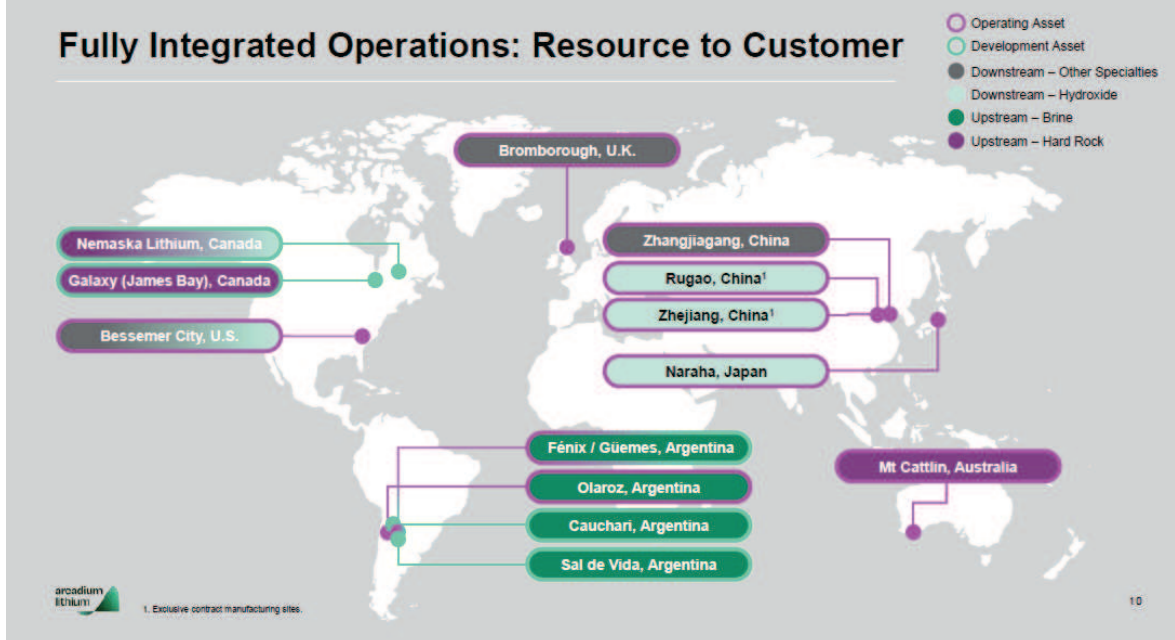 Fully Integrated Operations: Resource to Customer
Operating Asset
Development Asset
Downstream – Other Specialties
Downstream – Hydroxide
Upstream – Brine
Upstream – Hard Rock
Bromborough, U.K.
Nemaska Lithium, Canada
Galaxy (James Bay), Canada
Bessemer City, U.S.
Zhangjiagang, China
Rugao, China¹
Zhejiang, China¹
Naraha, Japan
Fénix / Güemes, Argentina
Olaroz, Argentina
Cauchari, Argentina
Sal de Vida, Argentina
Mt Cattlin, Australia
arcadium
lithium
1. Exclusive contract manufacturing sites.
10